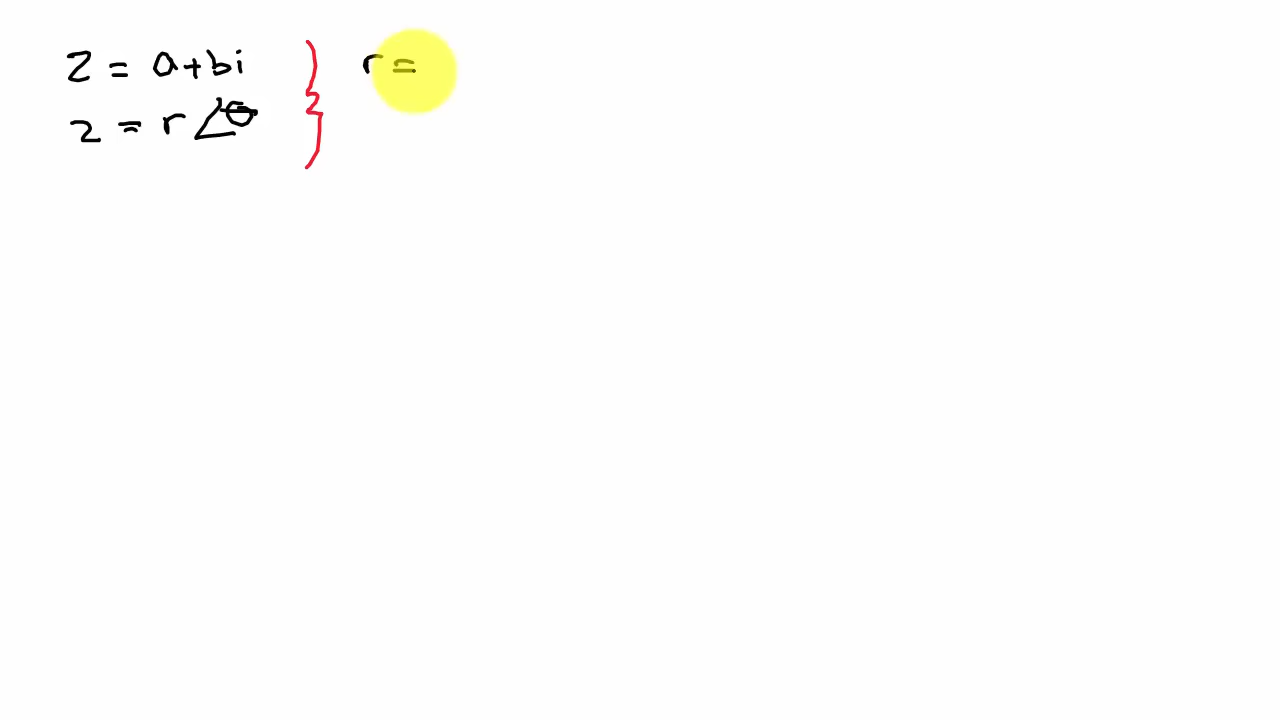 z = a+bi } r =
z = r∠θ